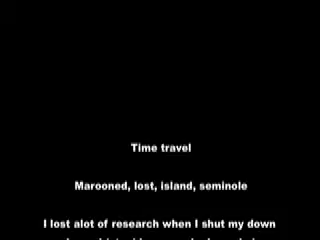 Time travel
Marooned, lost, island, seminole
I lost alot of research when I shut my down